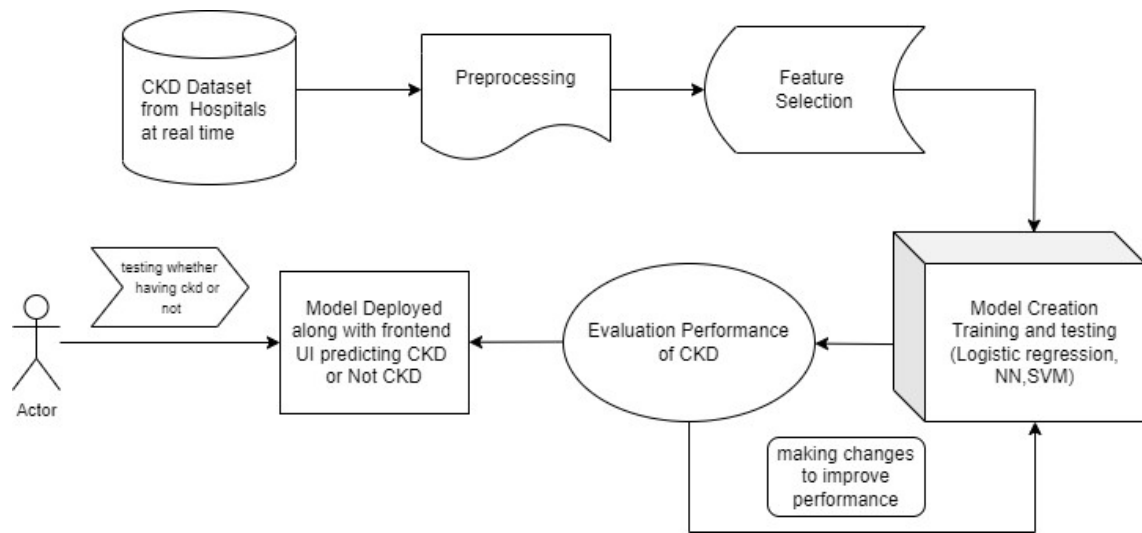 CKD Dataset
from Hospitals
at real time
Preprocessing
Feature
Selection
testing whether
having ckd or
not
Actor
Model Deployed
along with frontend
UI predicting CKD
or Not CKD
Evaluation Performance
of CKD
Model Creation
Training and testing
(Logistic regression,
NN,SVM)
making changes
to improve
performance